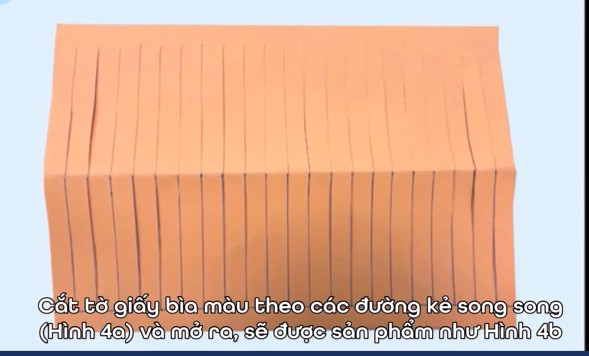 Cắt tờ giấy bìa màu theo các đường kẻ song song
(Hình 4a) và mở ra, sẽ được sản phẩm như Hình 4b